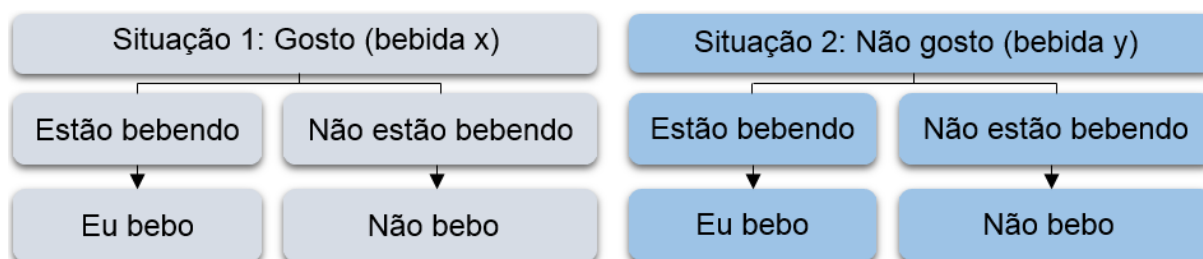 Situação 1: Gosto (bebida x)
Estão bebendo
Não estão bebendo
Eu bebo
Não bebo
Situação 2: Não gosto (bebida y)
Estão bebendo
Não estão bebendo
Eu bebo
Não bebo